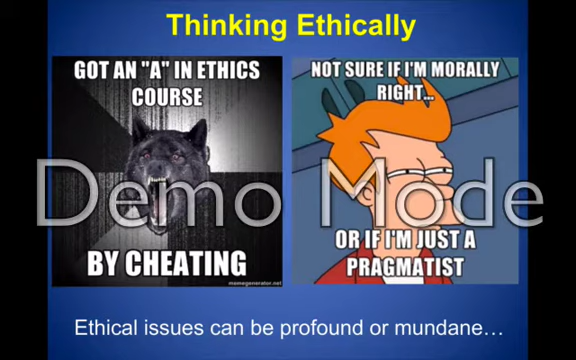 Thinking Ethically
GOT AN "A" IN ETHICS
COURSE
BY CHEATING
memegenerator.net
NOT SURE IF I'M MORALLY
RIGHT...
OR IF I'M JUST A
PRAGMATIST
Demo Mode
Ethical issues can be profound or mundane…